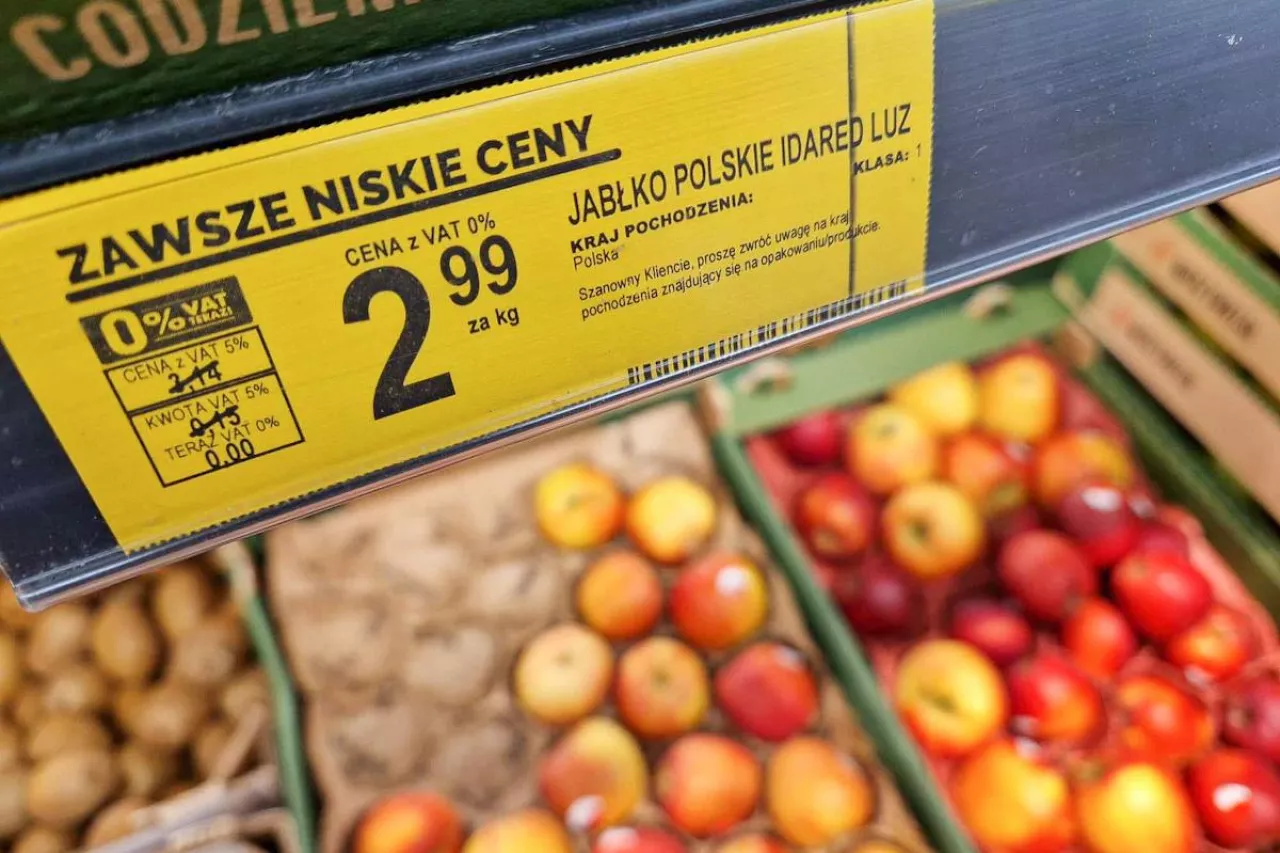 ZAWSZE NISKIE CENY
0% VAT
TERAZ!
CENA z VAT 5%
3.14
KWOTA VAT 5%
0,15
TERAZ VAT 0%
0.00
CENA z VAT 0%
2 99
za kg
JABŁKO POLSKIE IDARED LUZ
KRAJ POCHODZENIA:
KLASA: 1
Polska
Szanowny Kliencie, proszę zwróć uwagę na kraj
pochodzenia znajdujący się na opakowaniu/produkcie.